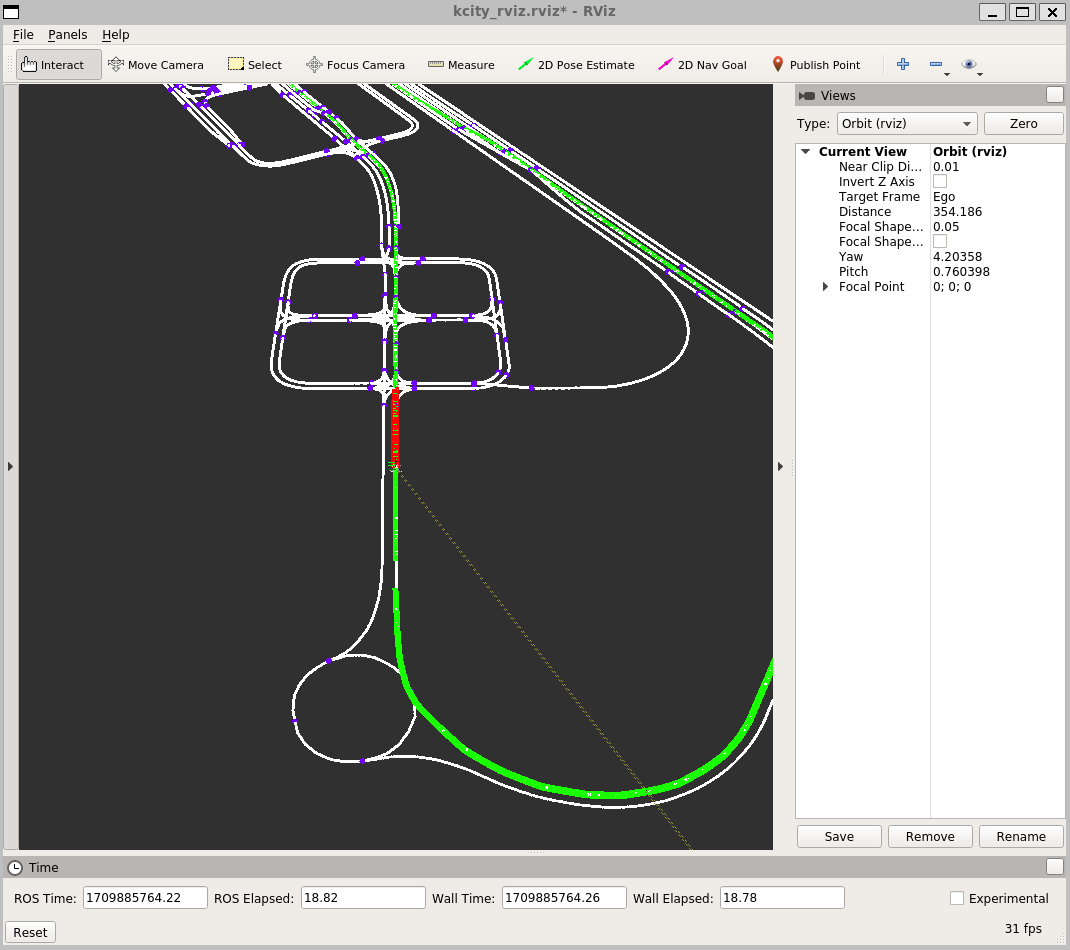 kcity_rviz.rviz* - RViz
File Panels Help
Interact Move Camera Select Focus Camera Measure 2D Pose Estimate 2D Nav Goal Publish Point
Views
Type: Orbit (rviz) Zero
Current View Orbit (rviz)
Near Clip Di... 0.01
Invert Z Axis
Target Frame Ego
Distance 354.186
Focal Shape... 0.05
Focal Shape...
Yaw 4.20358
Pitch 0.760398
Focal Point 0; 0; 0
Save Remove Rename
Time
ROS Time: 1709885764.22 ROS Elapsed: 18.82 Wall Time: 1709885764.26 Wall Elapsed: 18.78 Experimental
Reset 31 fps